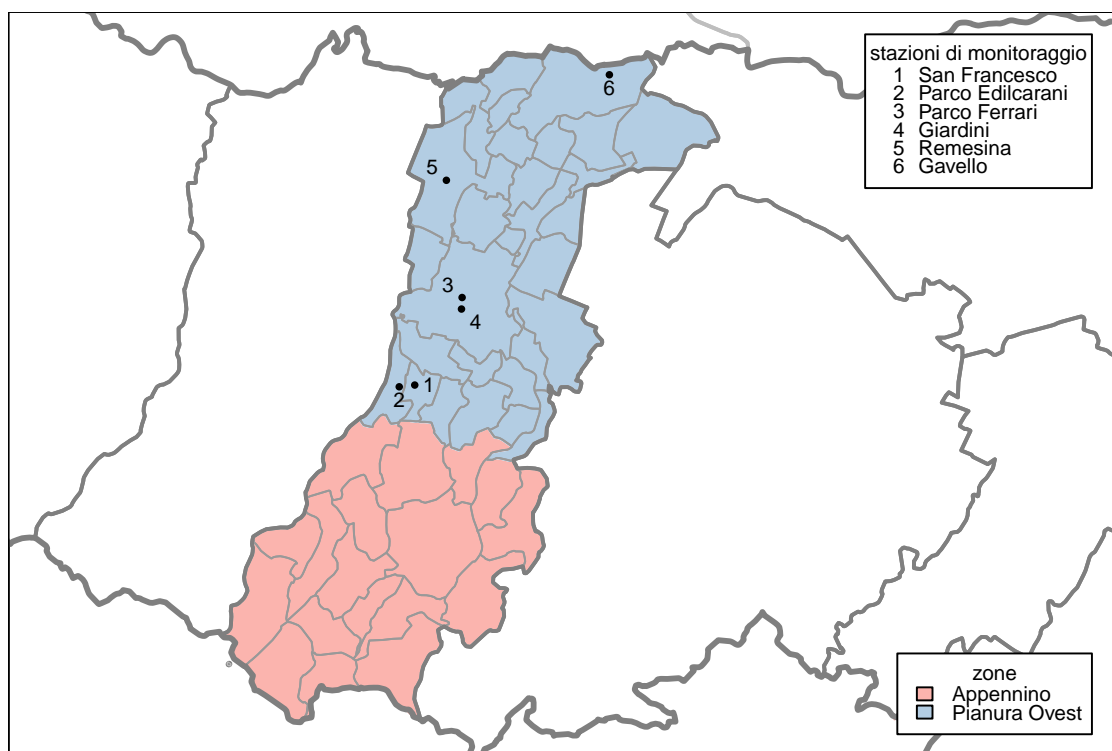 stazioni di monitoraggio
1 San Francesco
2 Parco Edilcarani
3 Parco Ferrari
4 Giardini
5 Remesina
6 Gavello
6
5
3
4
1
2
zone
Appennino
Pianura Ovest